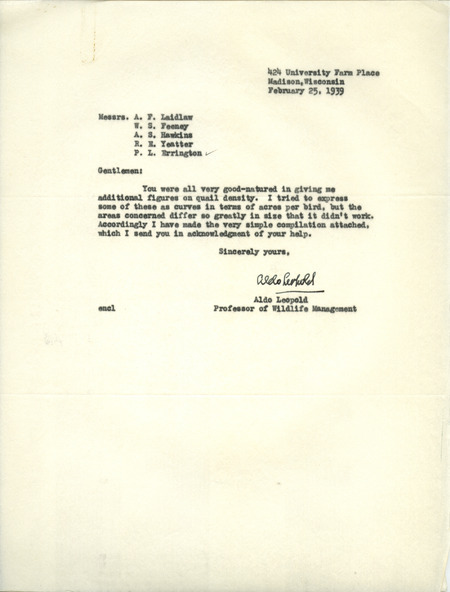 424 University Farm Place
Madison, Wisconsin
February 25, 1939
Messrs. A. F. Laidlaw
W. S. Feeney
A. S. Hawkins
R. E. Yeatter
P. L. Errington
Gentlemen:
You were all very good-natured in giving me
additional figures on quail density. I tried to express
some of these as curves in terms of acres per bird, but the
areas concerned differ so greatly in size that it didn't work.
Accordingly I have made the very simple compilation attached,
which I send you in acknowledgment of your help.
Sincerely yours,
Aldo Leopold
Aldo Leopold
encl Professor of Wildlife Management